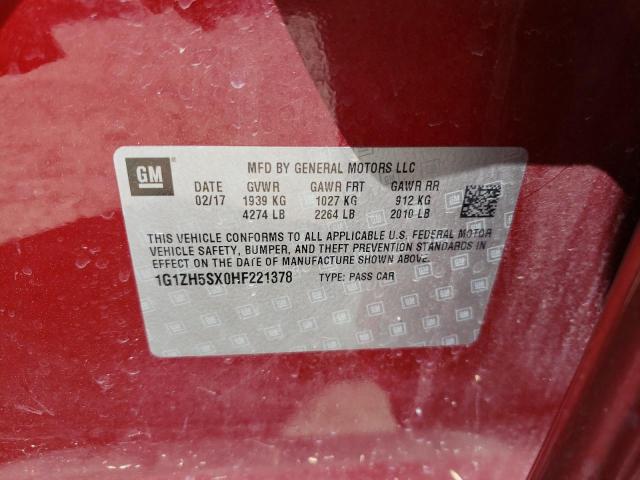 GM
MFD BY GENERAL MOTORS LLC
DATE GVWR GAWR FRT GAWR RR
02/17 1939 KG 1027 KG 912 KG
4274 LB 2264 LB 2010 LB
THIS VEHICLE CONFORMS TO ALL APPLICABLE U.S. FEDERAL MOTOR
VEHICLE SAFETY, BUMPER, AND THEFT PREVENTION STANDARDS IN
EFFECT ON THE DATE OF MANUFACTURE SHOWN ABOVE.
1G1ZH5SX0HF221378 TYPE: PASS CAR